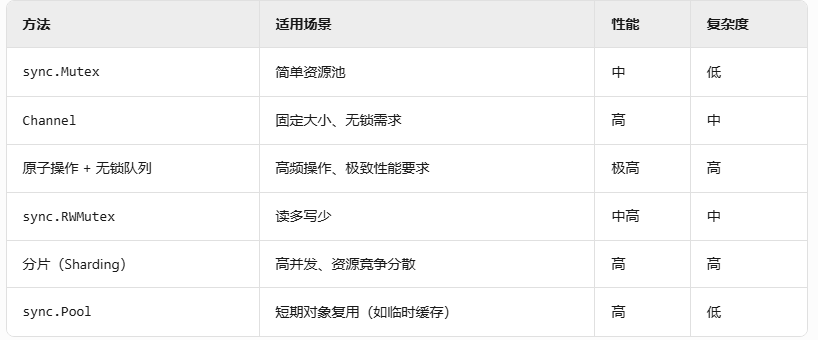 方法 适用场景 性能 复杂度
sync.Mutex 简单资源池 中 低
Channel 固定大小、无锁需求 高 中
原子操作 + 无锁队列 高频操作、极致性能要求 极高 高
sync.RWMutex 读多写少 中高 中
分片（Sharding） 高并发、资源竞争分散 高 高
sync.Pool 短期对象复用（如临时缓存） 高 低